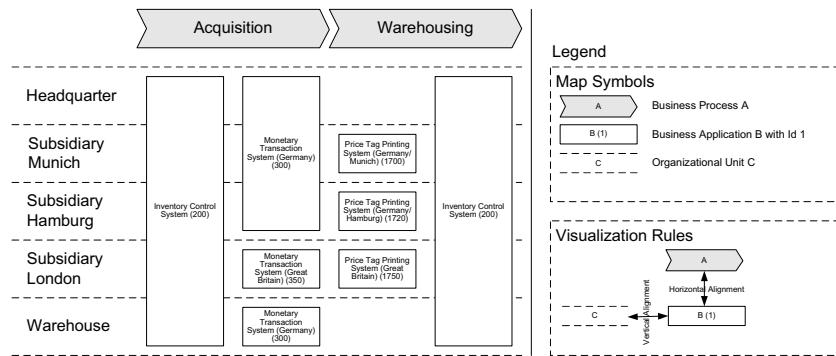 Acquisition
Warehousing
Headquarter
Subsidiary
Munich
Subsidiary
Hamburg
Subsidiary
London
Warehouse
Inventory Control
System (200)
Monetary
Transaction
System (Germany)
(300)
Monetary
Transaction
System (Great
Britain) (350)
Monetary
Transaction
System (Germany)
(300)
Price Tag Printing
System (Germany/
Munich) (1700)
Price Tag Printing
System (Germany/
Hamburg) (1720)
Price Tag Printing
System (Great
Britain) (1750)
Inventory Control
System (200)
Legend
Map Symbols
A
Business Process A
B (1)
Business Application B with Id 1
C
Organizational Unit C
Visualization Rules
A
Horizontal Alignment
C
Vertical Alignment
B (1)